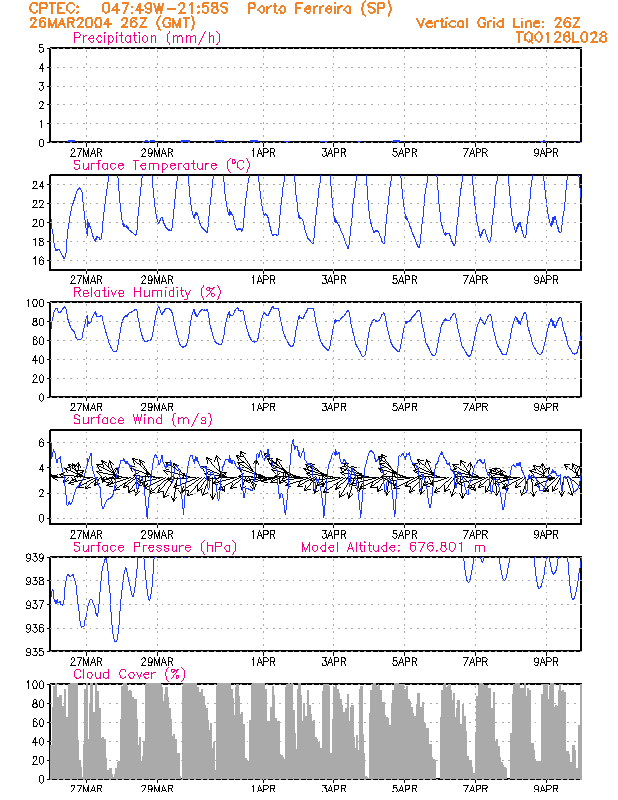 CPTEC: 047:49W-21:58S Porto Ferreira (SP)
26MAR2004 26Z (GMT) Vertical Grid Line: 26Z
Precipitation (mm/h) TQ0126L028
5
4
3
2
1
0
27MAR 29MAR 1APR 3APR 5APR 7APR 9APR
Surface Temperature (°C)
24
22
20
18
16
27MAR 29MAR 1APR 3APR 5APR 7APR 9APR
Relative Humidity (%)
100
80
60
40
20
0
27MAR 29MAR 1APR 3APR 5APR 7APR 9APR
Surface Wind (m/s)
6
4
2
0
27MAR 29MAR 1APR 3APR 5APR 7APR 9APR
Surface Pressure (hPa) Model Altitude: 676.801 m
939
938
937
936
935
27MAR 29MAR 1APR 3APR 5APR 7APR 9APR
Cloud Cover (%)
100
80
60
40
20
0
27MAR 29MAR 1APR 3APR 5APR 7APR 9APR